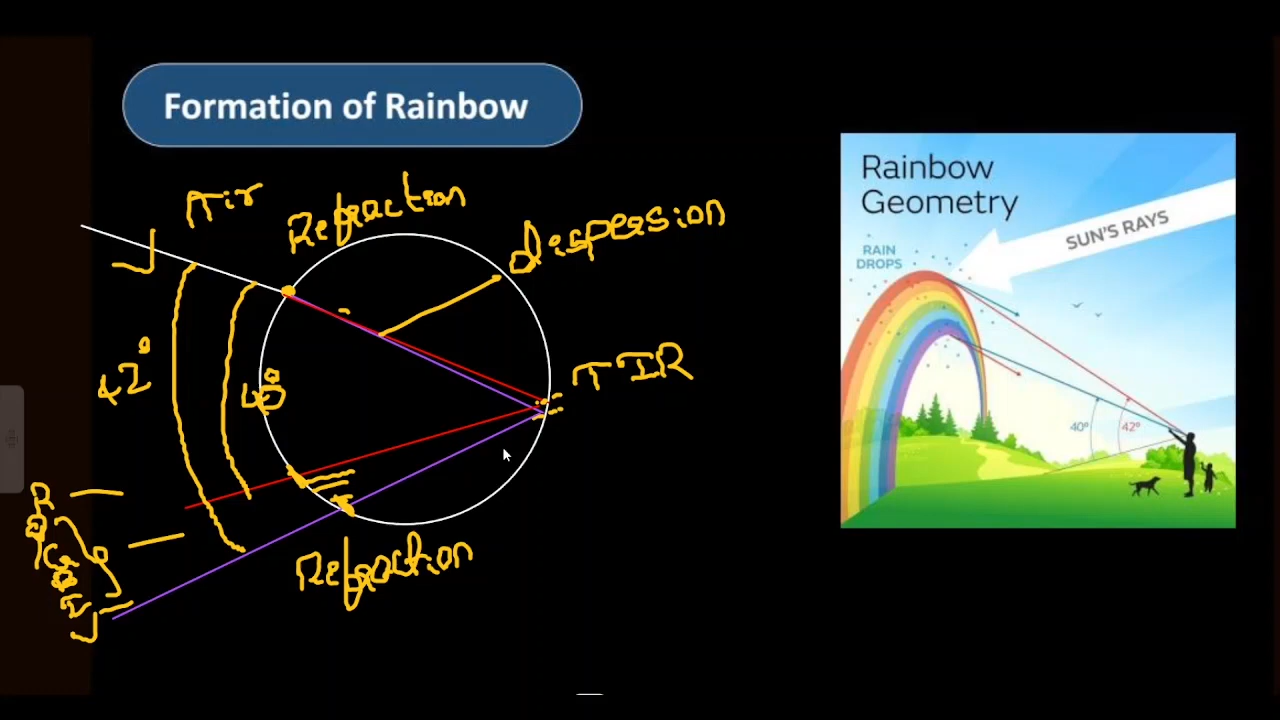 Formation of Rainbow
Air
Refraction
dispersion
42°
40°
TIR
Refraction
R
O
Y
G
B
I
V
Rainbow
Geometry
SUN'S RAYS
RAIN
DROPS
40°
42°